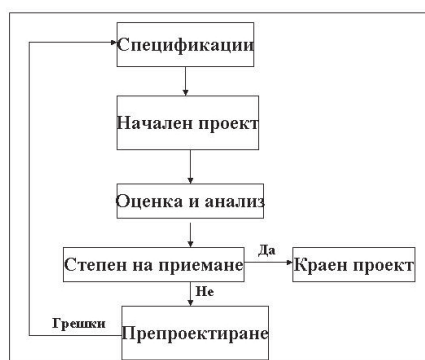 Спецификации
Начален проект
Оценка и анализ
Степен на приемане
Да
Краен проект
Не
Грешки
Препроектиране